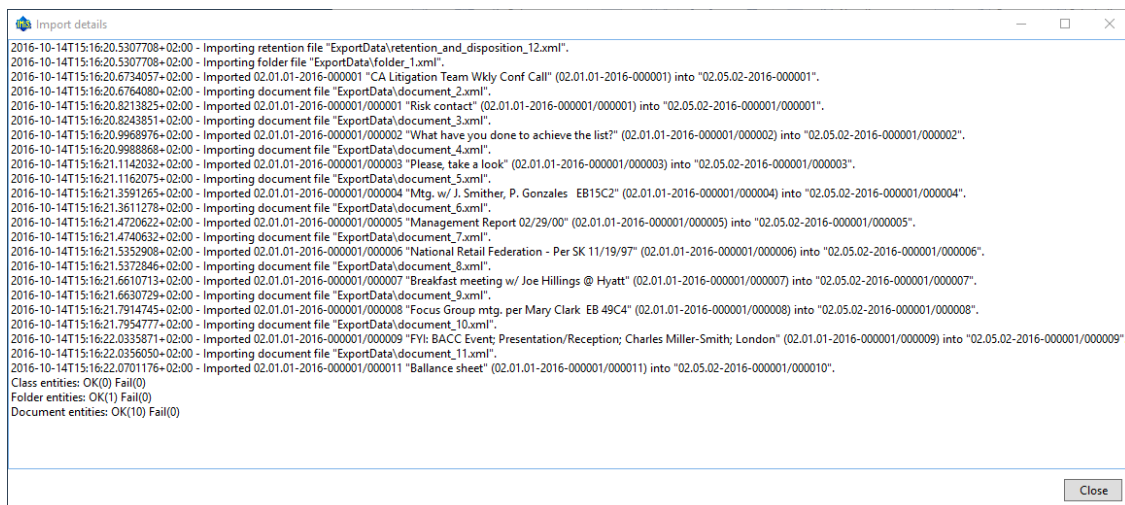 Import details
2016-10-14T15:16:20.5307708+02:00 - Importing retention file "ExportData\retention_and_disposition_12.xml".
2016-10-14T15:16:20.5307708+02:00 - Importing folder file "ExportData\folder_1.xml".
2016-10-14T15:16:20.6734057+02:00 - Imported 02.01.01-2016-000001 "CA Litigation Team Wkly Conf Call" (02.01.01-2016-000001) into "02.05.02-2016-000001".
2016-10-14T15:16:20.6764080+02:00 - Importing document file "ExportData\document_2.xml".
2016-10-14T15:16:20.8213825+02:00 - Imported 02.01.01-2016-000001/000001 "Risk contact" (02.01.01-2016-000001/000001) into "02.05.02-2016-000001/000001".
2016-10-14T15:16:20.8243851+02:00 - Importing document file "ExportData\document_3.xml".
2016-10-14T15:16:20.9968976+02:00 - Imported 02.01.01-2016-000001/000002 "What have you done to achieve the list?" (02.01.01-2016-000001/000002) into "02.05.02-2016-000001/000002".
2016-10-14T15:16:20.9988868+02:00 - Importing document file "ExportData\document_4.xml".
2016-10-14T15:16:21.1142032+02:00 - Imported 02.01.01-2016-000001/000003 "Please, take a look" (02.01.01-2016-000001/000003) into "02.05.02-2016-000001/000003".
2016-10-14T15:16:21.1162075+02:00 - Importing document file "ExportData\document_5.xml".
2016-10-14T15:16:21.3591265+02:00 - Imported 02.01.01-2016-000001/000004 "Mtg. w/ J. Smither, P. Gonzales   EB15C2" (02.01.01-2016-000001/000004) into "02.05.02-2016-000001/000004".
2016-10-14T15:16:21.3611278+02:00 - Importing document file "ExportData\document_6.xml".
2016-10-14T15:16:21.4720622+02:00 - Imported 02.01.01-2016-000001/000005 "Management Report 02/29/00" (02.01.01-2016-000001/000005) into "02.05.02-2016-000001/000005".
2016-10-14T15:16:21.4740632+02:00 - Importing document file "ExportData\document_7.xml".
2016-10-14T15:16:21.5352908+02:00 - Imported 02.01.01-2016-000001/000006 "National Retail Federation - Per SK 11/19/97" (02.01.01-2016-000001/000006) into "02.05.02-2016-000001/000006".
2016-10-14T15:16:21.5372846+02:00 - Importing document file "ExportData\document_8.xml".
2016-10-14T15:16:21.6610713+02:00 - Imported 02.01.01-2016-000001/000007 "Breakfast meeting w/ Joe Hillings @ Hyatt" (02.01.01-2016-000001/000007) into "02.05.02-2016-000001/000007".
2016-10-14T15:16:21.6630729+02:00 - Importing document file "ExportData\document_9.xml".
2016-10-14T15:16:21.7914745+02:00 - Imported 02.01.01-2016-000001/000008 "Focus Group mtg. per Mary Clark  EB 49C4" (02.01.01-2016-000001/000008) into "02.05.02-2016-000001/000008".
2016-10-14T15:16:21.7954777+02:00 - Importing document file "ExportData\document_10.xml".
2016-10-14T15:16:22.0335871+02:00 - Imported 02.01.01-2016-000001/000009 "FYI: BACC Event; Presentation/Reception; Charles Miller-Smith; London" (02.01.01-2016-000001/000009) into "02.05.02-2016-000001/000009"
2016-10-14T15:16:22.0356050+02:00 - Importing document file "ExportData\document_11.xml".
2016-10-14T15:16:22.0701176+02:00 - Imported 02.01.01-2016-000001/000011 "Ballance sheet" (02.01.01-2016-000001/000011) into "02.05.02-2016-000001/000010".
Class entities: OK(0) Fail(0)
Folder entities: OK(1) Fail(0)
Document entities: OK(10) Fail(0)
Close